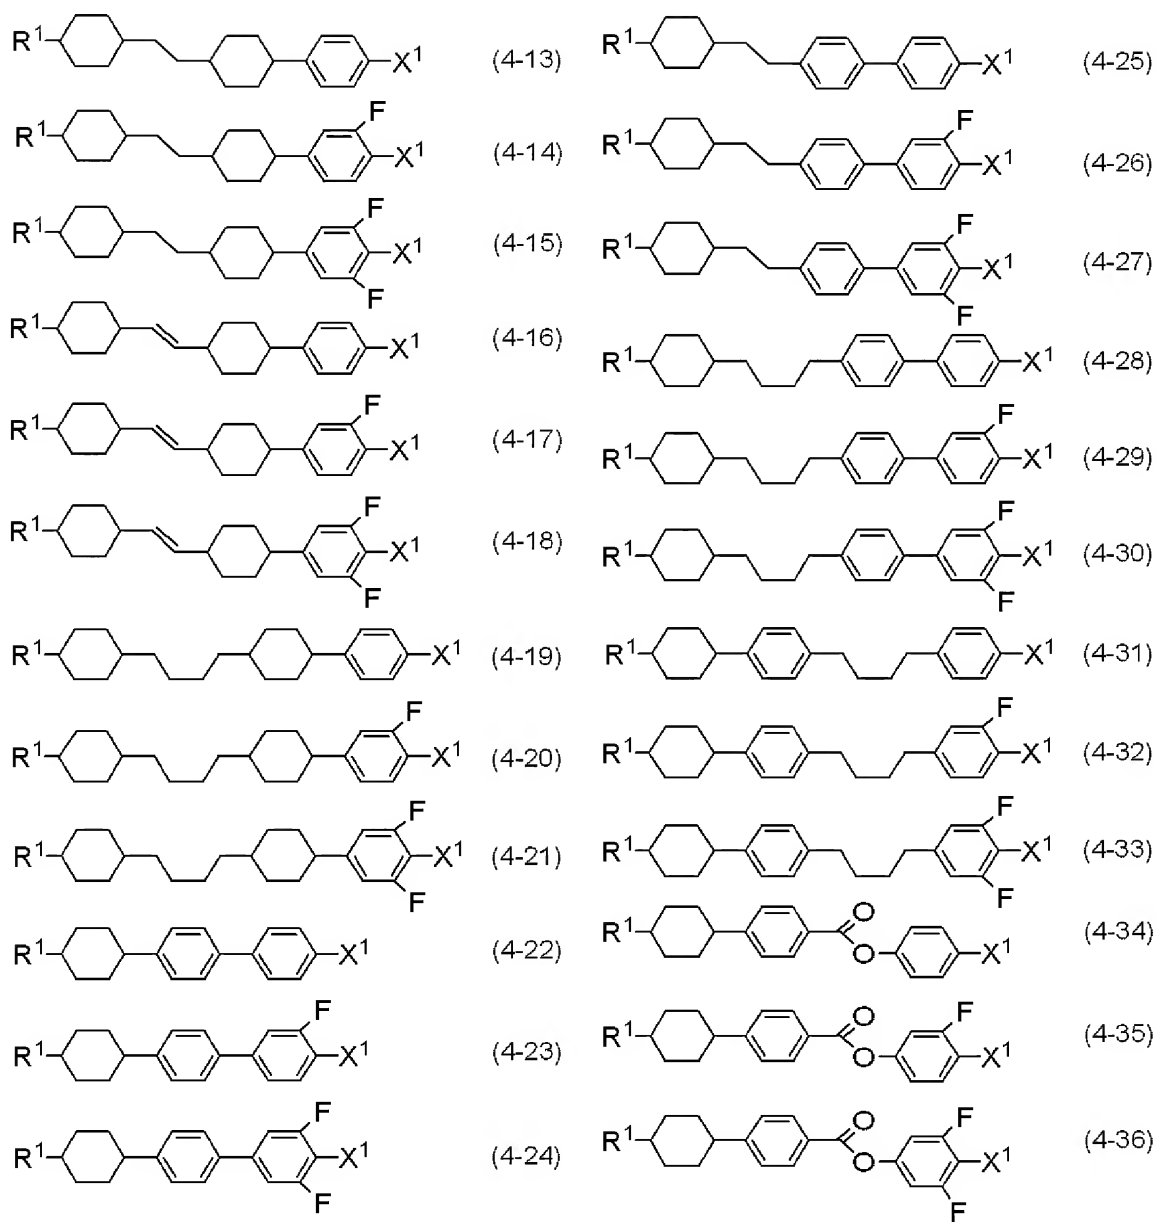 R¹ X¹ (4-13)
F
R¹ X¹ (4-14)
F
R¹ X¹ (4-15)
F
R¹ X¹ (4-16)
F
R¹ X¹ (4-17)
F
R¹ X¹ (4-18)
F
R¹ X¹ (4-19)
F
R¹ X¹ (4-20)
F
R¹ X¹ (4-21)
F
R¹ X¹ (4-22)
F
R¹ X¹ (4-23)
F
R¹ X¹ (4-24)
F
R¹ X¹ (4-25)
F
R¹ X¹ (4-26)
F
R¹ X¹ (4-27)
F
R¹ X¹ (4-28)
F
R¹ X¹ (4-29)
F
R¹ X¹ (4-30)
F
R¹ X¹ (4-31)
F
R¹ X¹ (4-32)
F
R¹ X¹ (4-33)
F
O
R¹ O X¹ (4-34)
O F
R¹ O X¹ (4-35)
O F
R¹ O X¹ (4-36)
F